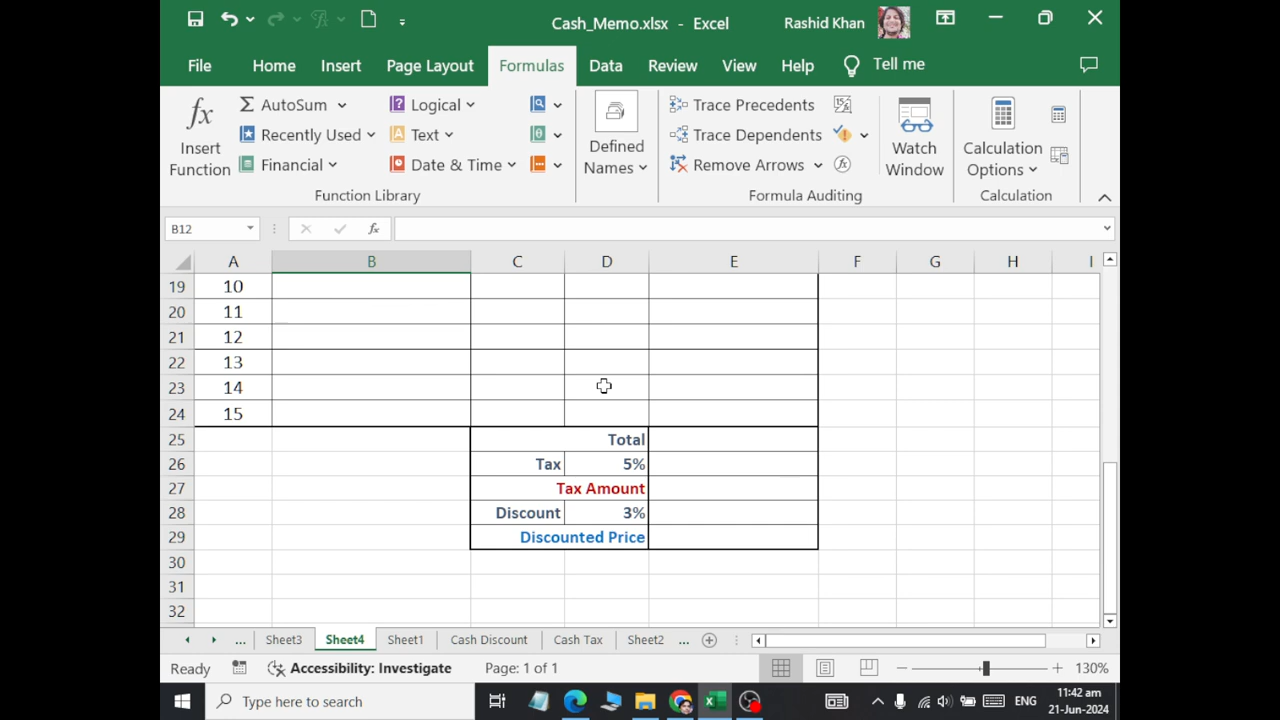 Cash_Memo.xlsx - Excel
Rashid Khan
File Home Insert Page Layout Formulas Data Review View Help Tell me
AutoSum Logical Trace Precedents
Recently Used Text Trace Dependents
Financial Date & Time Remove Arrows
Insert Function
Defined Names
Watch Window
Calculation Options
Function Library Formula Auditing Calculation
B12 fx
A B C D E F G H I
19 10
20 11
21 12
22 13
23 14
24 15
25 Total
26 Tax 5%
27 Tax Amount
28 Discount 3%
29 Discounted Price
30
31
32
... Sheet3 Sheet4 Sheet1 Cash Discount Cash Tax Sheet2 ...
Ready Accessibility: Investigate Page: 1 of 1 130%
Type here to search ENG 11:42 am
21-Jun-2024